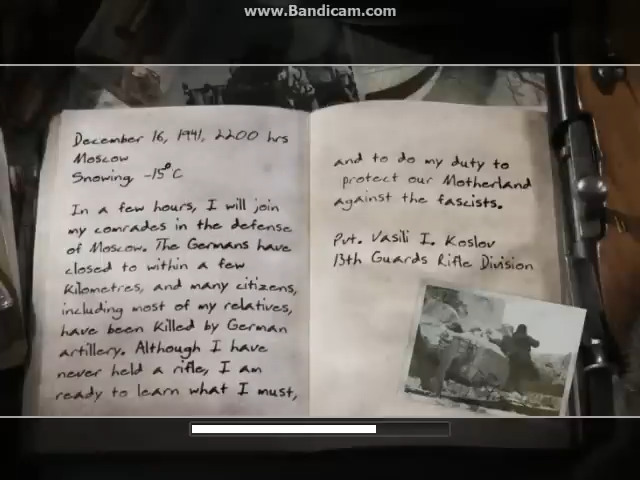 www.Bandicam.com
December 16, 1941, 2200 hrs
Moscow
Snowing, -15°C
In a few hours, I will join
my comrades in the defense
of Moscow. The Germans have
closed to within a few
kilometres, and many citizens,
including most of my relatives,
have been killed by German
artillery. Although I have
never held a rifle, I am
ready to learn what I must,
and to do my duty to
protect our Motherland
against the fascists.
Pvt. Vasili I. Koslov
13th Guards Rifle Division